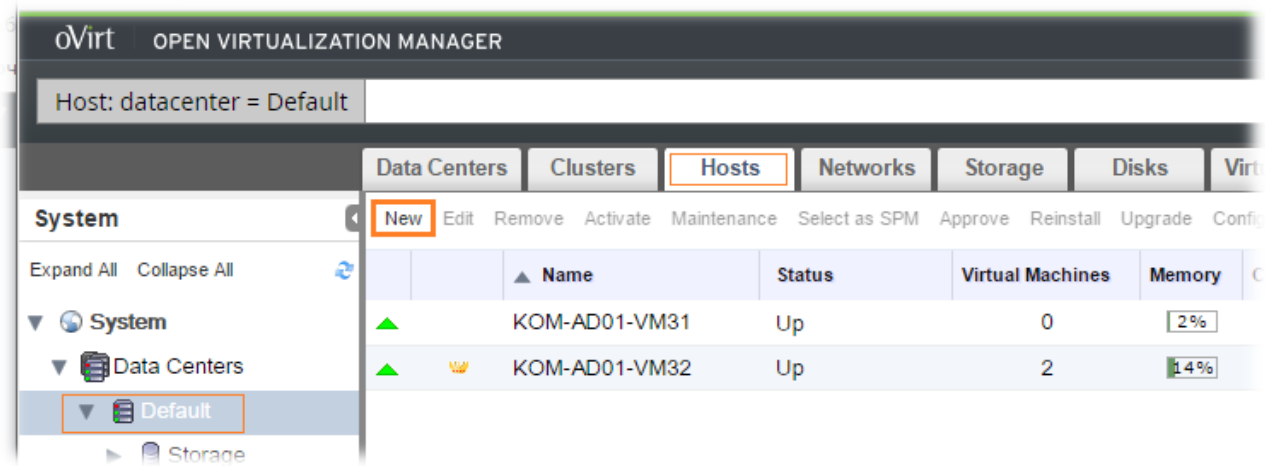 oVirt OPEN VIRTUALIZATION MANAGER
Host: datacenter = Default
Data Centers Clusters Hosts Networks Storage Disks
System
New Edit Remove Activate Maintenance Select as SPM Approve Reinstall Upgrade
Expand All Collapse All
Name Status Virtual Machines Memory
System
KOM-AD01-VM31 Up 0 2%
Data Centers
KOM-AD01-VM32 Up 2 14%
Default
Storage